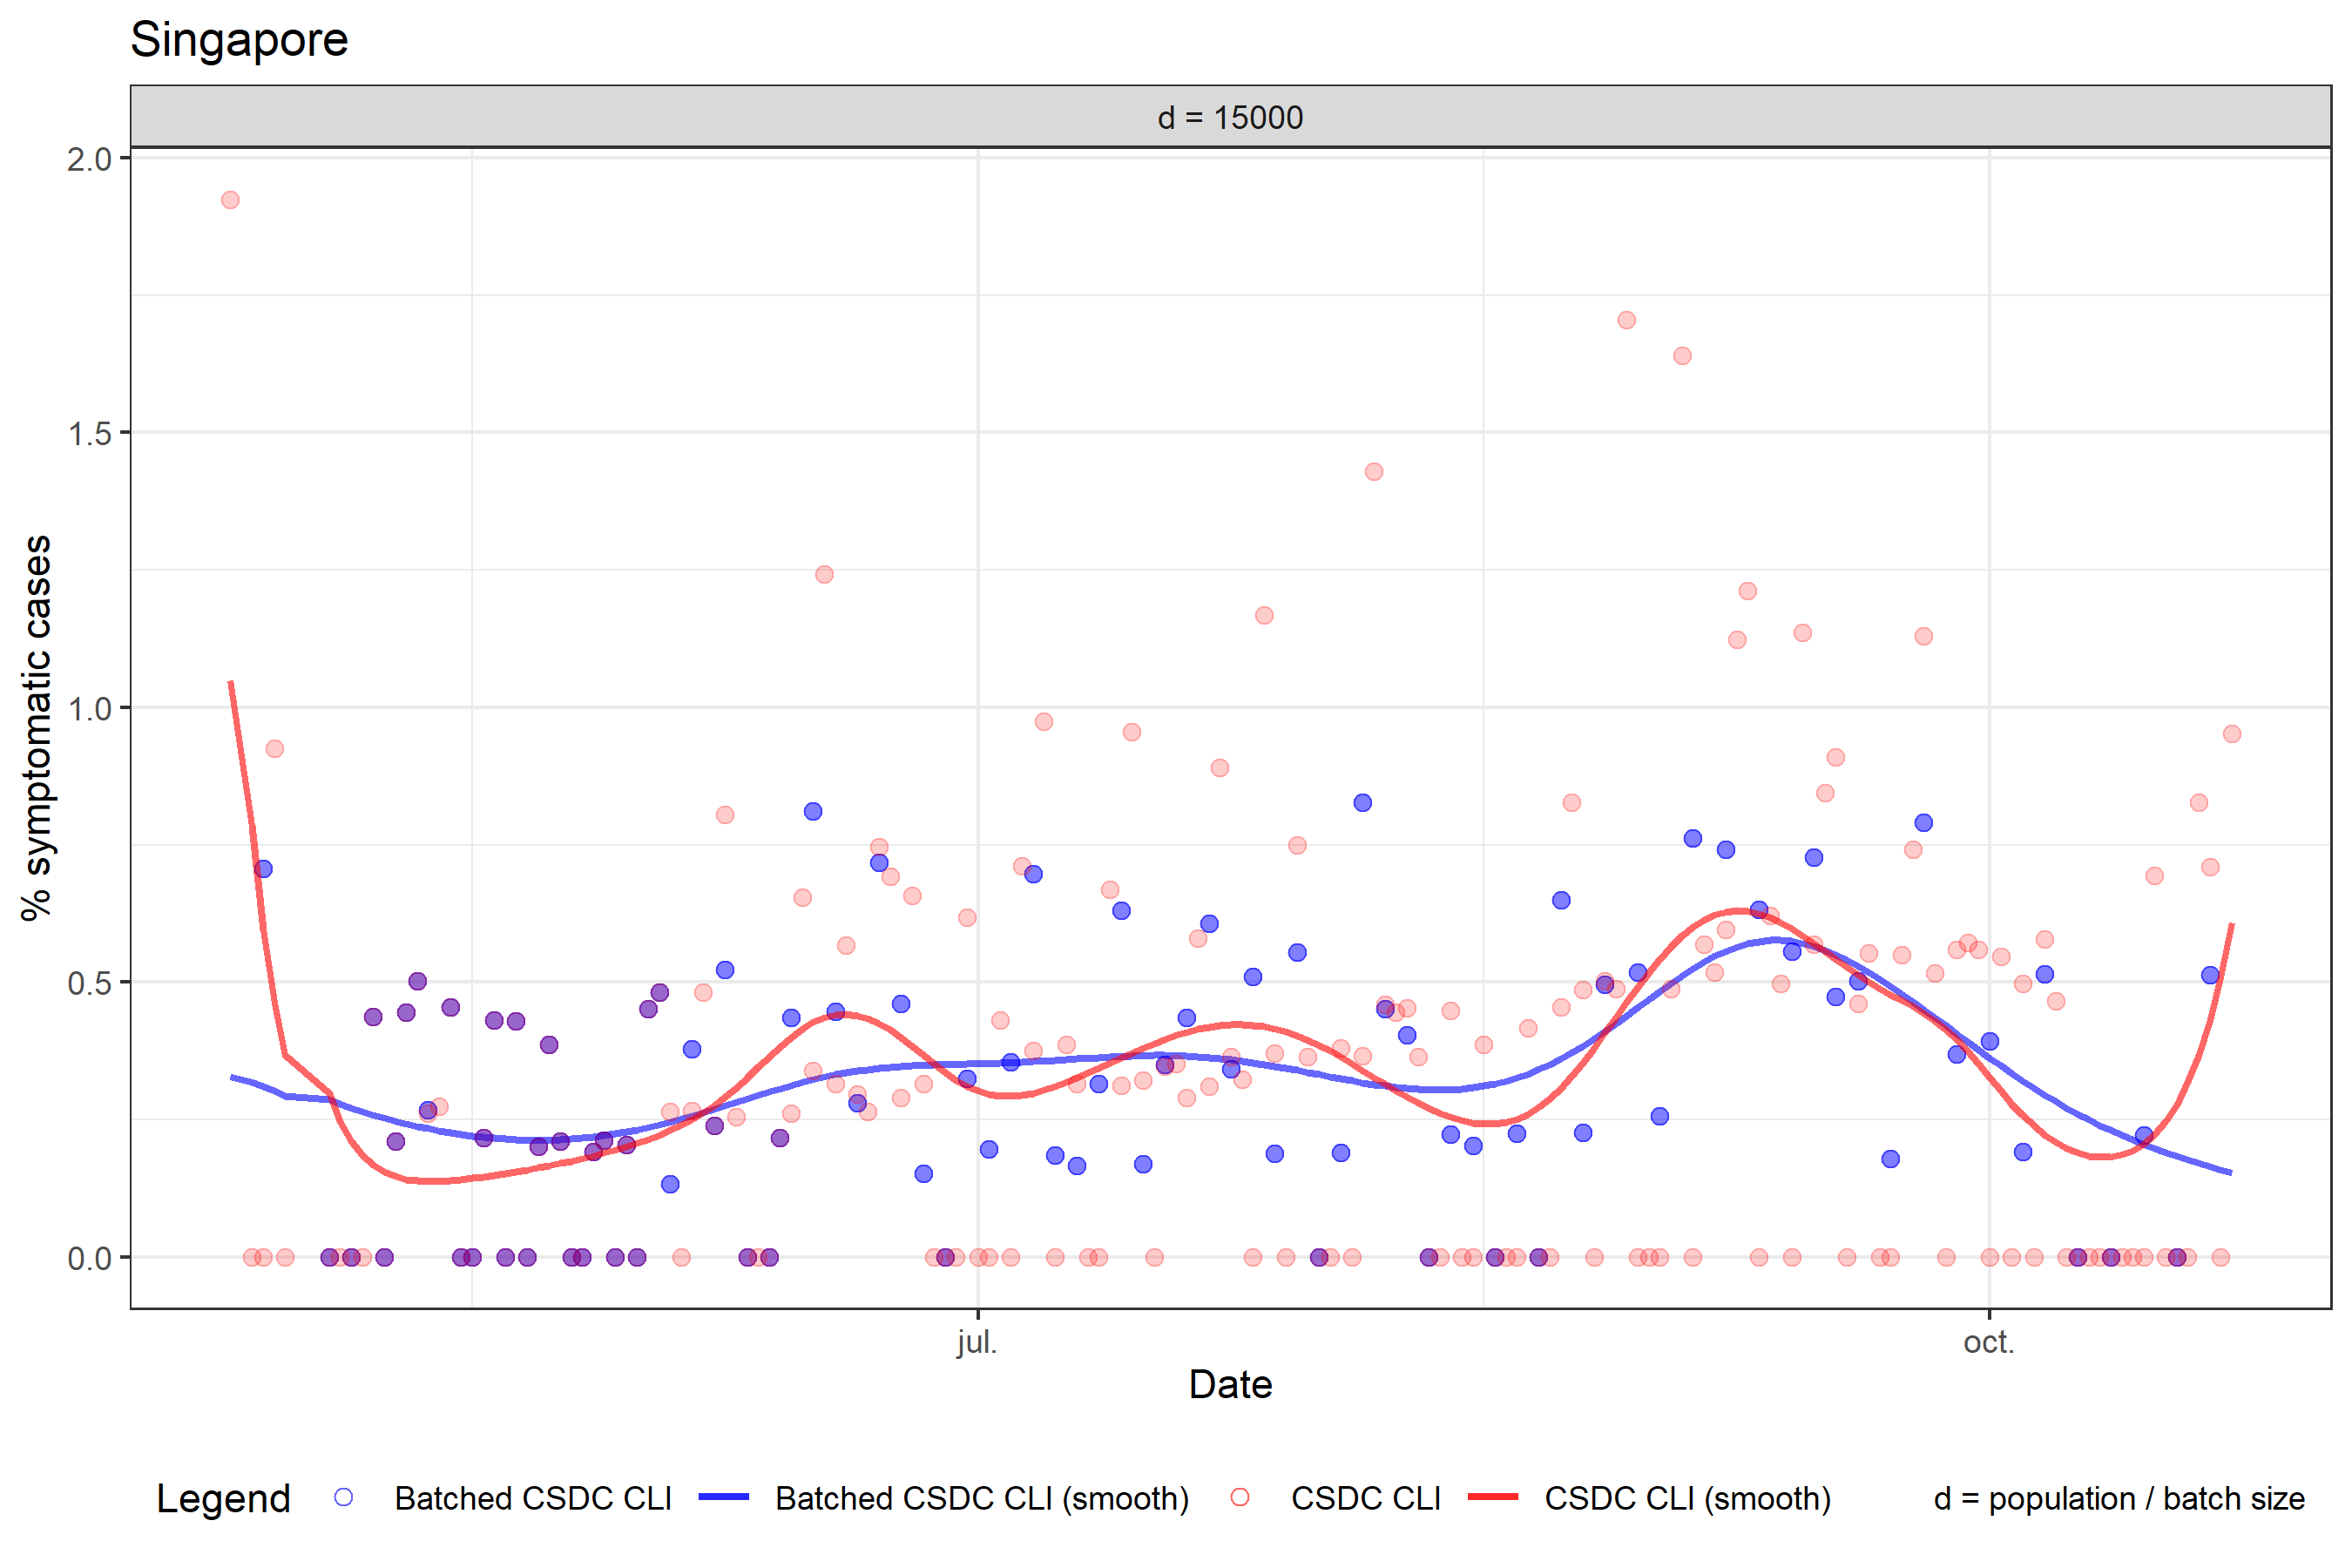 Singapore
d = 15000
2.0
1.5
1.0
0.5
0.0
% symptomatic cases
jul.
oct.
Date
Legend
Batched CSDC CLI
Batched CSDC CLI (smooth)
CSDC CLI
CSDC CLI (smooth)
d = population / batch size